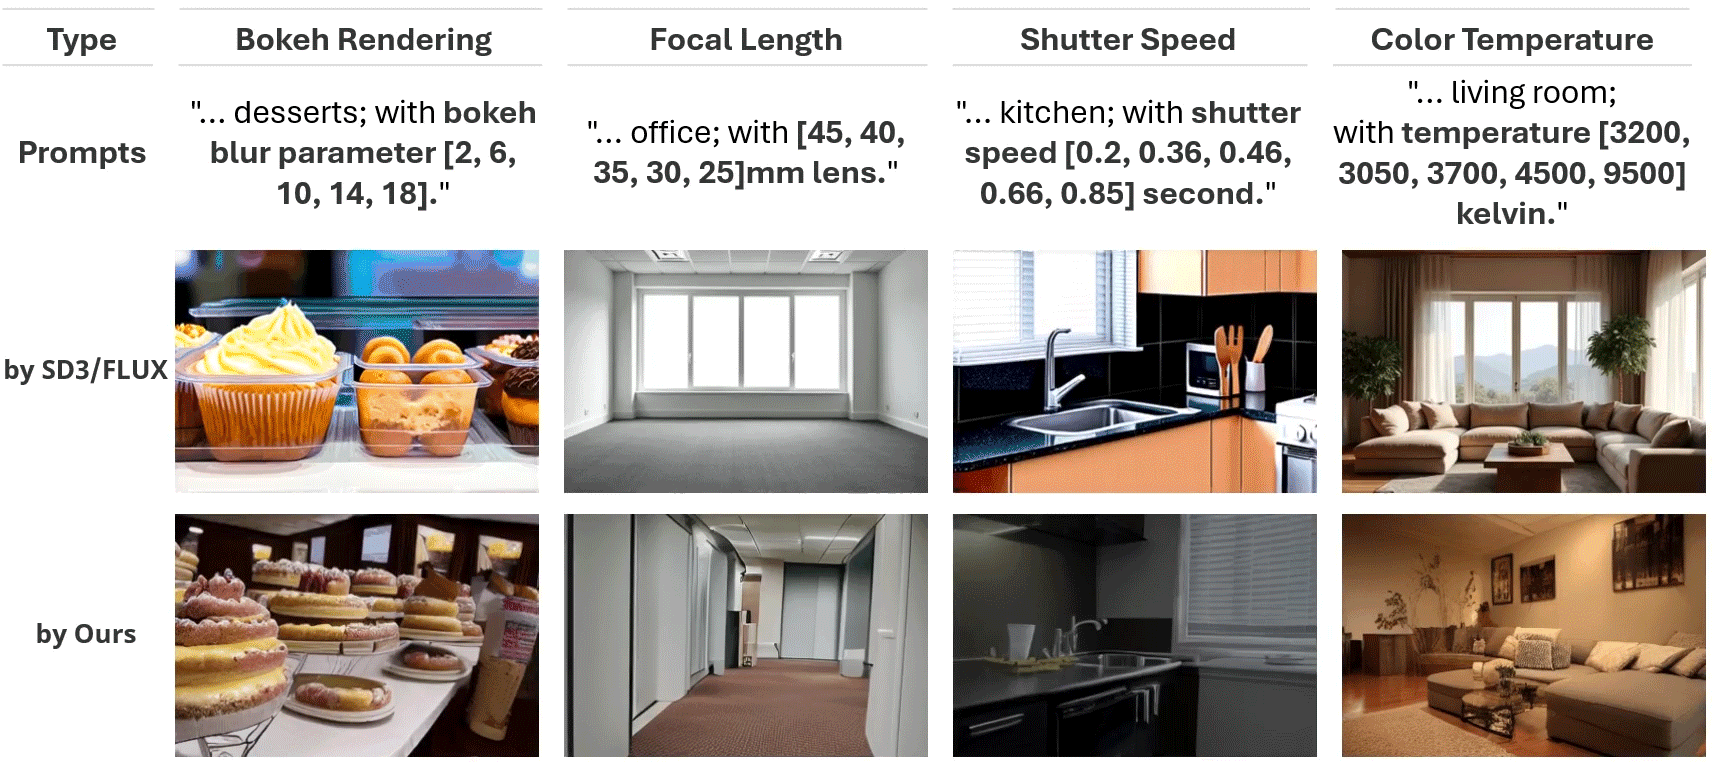 Type
Bokeh Rendering
Focal Length
Shutter Speed
Color Temperature
Prompts
"... desserts; with bokeh
blur parameter [2, 6,
10, 14, 18]."
"... office; with [45, 40,
35, 30, 25]mm lens."
"... kitchen; with shutter
speed [0.2, 0.36, 0.46,
0.66, 0.85] second."
"... living room;
with temperature [3200,
3050, 3700, 4500, 9500]
kelvin."
by SD3/FLUX
by Ours